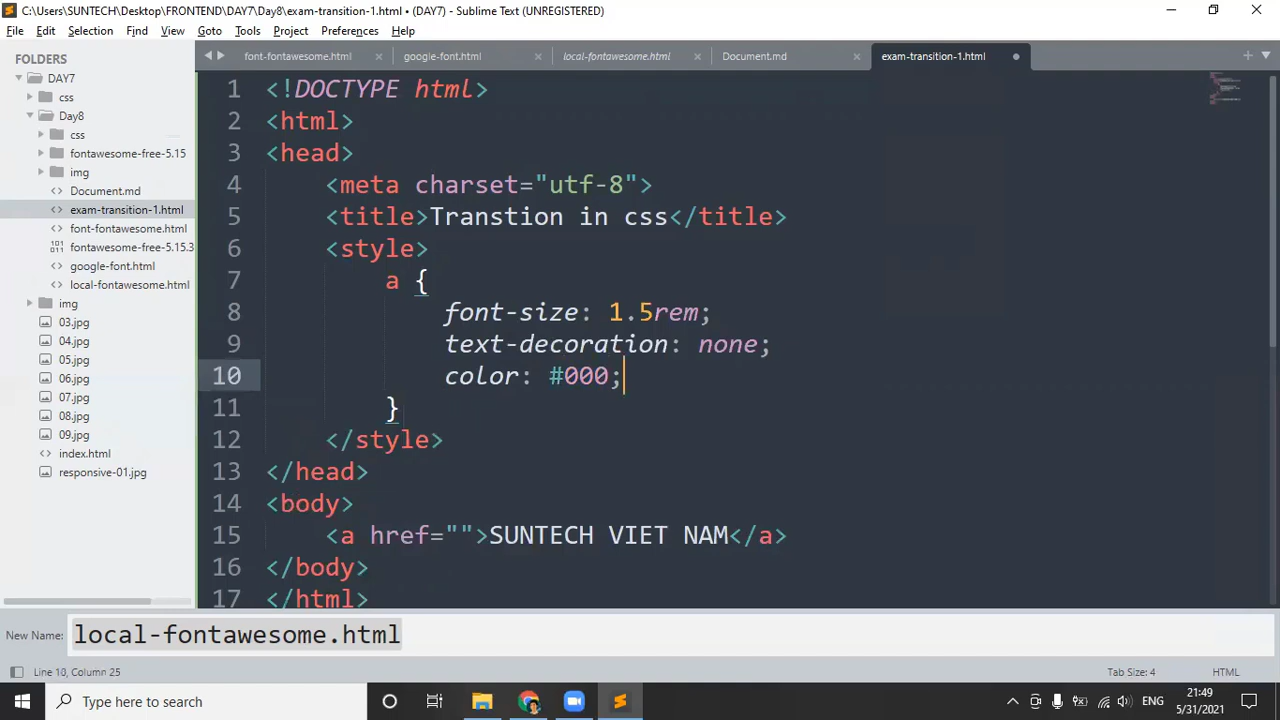 C:\Users\SUNTECH\Desktop\FRONTEND\DAY7\Day8\exam-transition-1.html • (DAY7) - Sublime Text (UNREGISTERED)
File Edit Selection Find View Goto Tools Project Preferences Help
FOLDERS
DAY7
css
Day8
css
fontawesome-free-5.15
img
Document.md
exam-transition-1.html
font-fontawesome.html
fontawesome-free-5.15.3
google-font.html
local-fontawesome.html
img
03.jpg
04.jpg
05.jpg
06.jpg
07.jpg
08.jpg
09.jpg
index.html
responsive-01.jpg
font-fontawesome.html google-font.html local-fontawesome.html Document.md exam-transition-1.html
1 <!DOCTYPE html>
2 <html>
3 <head>
4 <meta charset="utf-8">
5 <title>Transtion in css</title>
6 <style>
7 a {
8 font-size: 1.5rem;
9 text-decoration: none;
10 color: #000;
11 }
12 </style>
13 </head>
14 <body>
15 <a href="">SUNTECH VIET NAM</a>
16 </body>
17 </html>
New Name: local-fontawesome.html
Line 10, Column 25 Tab Size: 4 HTML
Type here to search
ENG
21:49
5/31/2021